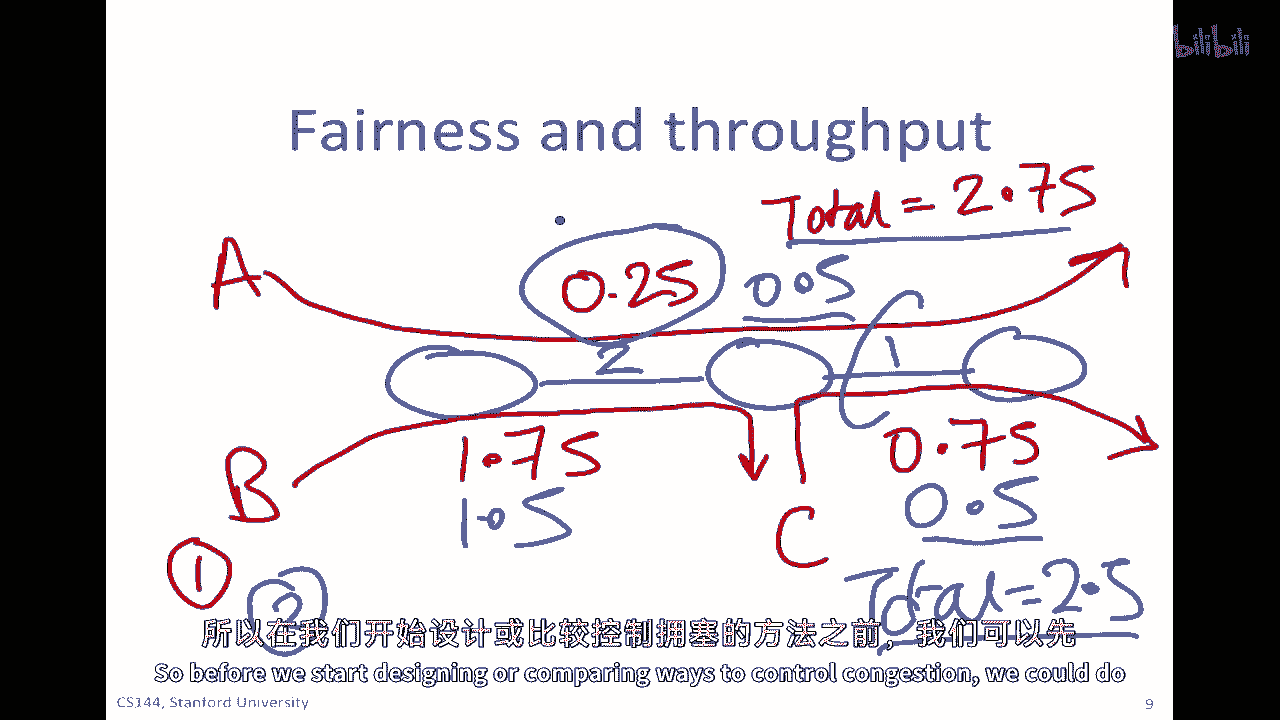 bilibili
Fairness and throughput
Total = 2.75
A
0.25
0.5
2
1
1.75
0.75
B
1.5
C
0.5
1
2
Total = 2.5
所以在我们开始设计或比较控制拥塞的方法之前，我们可以先
So before we start designing or comparing ways to control congestion, we could do
CS144, Stanford University
9